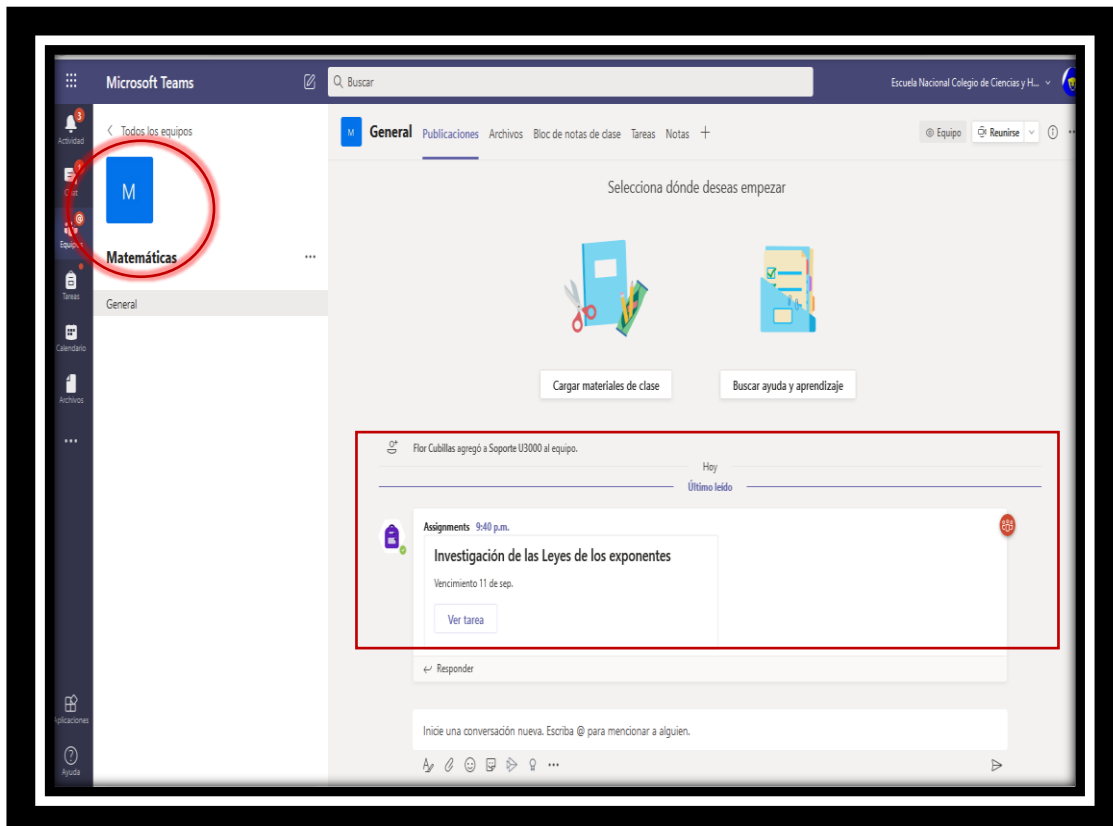 Microsoft Teams
Buscar
Escuela Nacional Colegio de Ciencias y H...
3
Actividad
1
Chat
@
Equipos
Tareas
Calendario
Archivos
Aplicaciones
Ayuda
< Todos los equipos
M
Matemáticas
General
M General Publicaciones Archivos Bloc de notas de clase Tareas Notas +
Equipo Reunirse
Selecciona dónde deseas empezar
Cargar materiales de clase Buscar ayuda y aprendizaje
Flor Cubillas agregó a Soporte U3000 al equipo.
Hoy
Último leído
Assignments 9:40 p.m.
Investigación de las Leyes de los exponentes
Vencimiento 11 de sep.
Ver tarea
Responder
Inicie una conversación nueva. Escriba @ para mencionar a alguien.